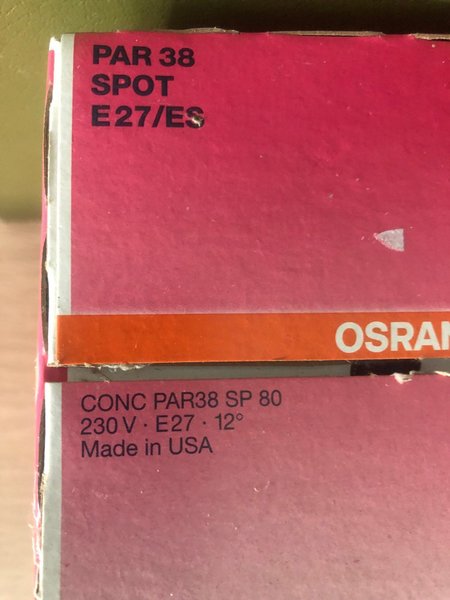 PAR 38
SPOT
E27/ES
OSRAM
CONC PAR38 SP 80
230 V · E27 · 12°
Made in USA